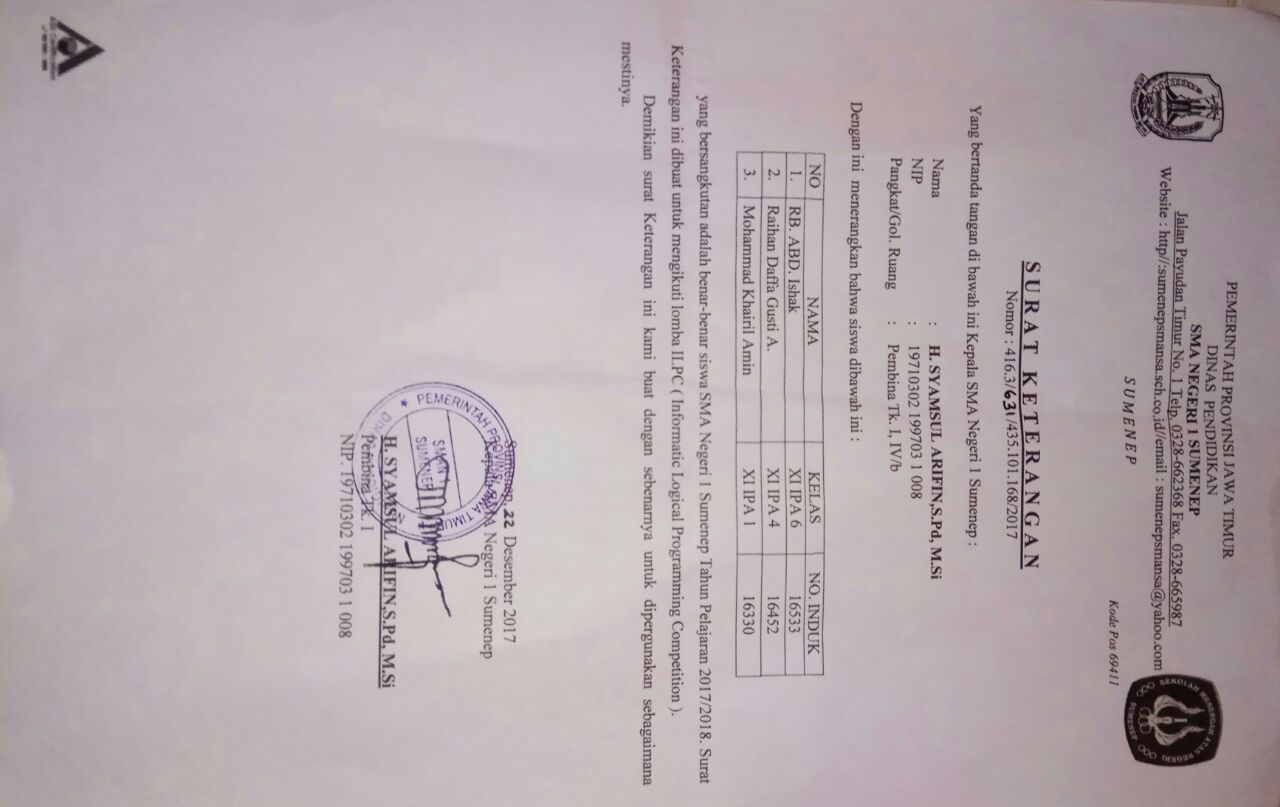 PEMERINTAH PROVINSI JAWA TIMUR
DINAS PENDIDIKAN
SMA NEGERI 1 SUMENEP
Jalan Payudan Timur No. 1 Telp. 0328-662368 Fax. 0328-665987
Website : http//:sumenepsmansa.sch.co.id//email : sumenepsmansa@yahoo.com
SUMENEP
Kode Pos 69411
SEKOLAH MENENGAH ATAS NEGERI
SUMENEP
SURAT KETERANGAN
Nomor : 416.3/631/435.101.168/2017
Yang bertanda tangan di bawah ini Kepala SMA Negeri 1 Sumenep :
Nama : H. SYAMSUL ARIFIN,S.Pd, M.Si
NIP : 19710302 199703 1 008
Pangkat/Gol. Ruang : Pembina Tk. I, IV/b
Dengan ini menerangkan bahwa siswa dibawah ini :
NO NAMA KELAS NO. INDUK
1. RB. ABD. Ishak XI IPA 6 16533
2. Raihan Daffa Gusti A. XI IPA 4 16452
3. Mohammad Khairil Amin XI IPA 1 16330
yang bersangkutan adalah benar-benar siswa SMA Negeri 1 Sumenep Tahun Pelajaran 2017/2018. Surat
Keterangan ini dibuat untuk mengikuti lomba ILPC ( Informatic Logical Programming Competition ).
Demikian surat Keterangan ini kami buat dengan sebenarnya untuk dipergunakan sebagaimana
mestinya.
Sumenep, 22 Desember 2017
Kepala SMA Negeri 1 Sumenep
PEMERINTAH PROVINSI JAWA TIMUR
SMAN 1
SUMENEP
H. SYAMSUL ARIFIN,S.Pd, M.Si
Pembina Tk. I
NIP. 19710302 199703 1 008